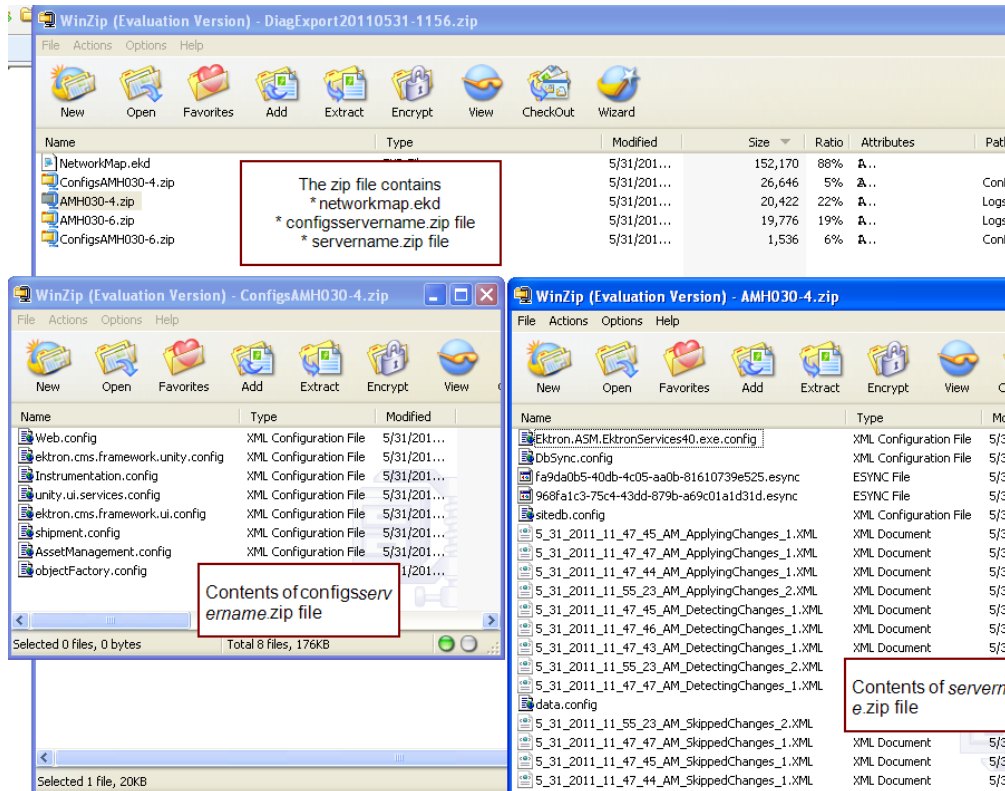 WinZip (Evaluation Version) - DiagExport20110531-1156.zip
File Actions Options Help
New Open Favorites Add Extract Encrypt View CheckOut Wizard
Name Type Modified Size Ratio Attributes
NetworkMap.ekd 5/31/201... 152,170 88% A..
ConfigsAMH030-4.zip 5/31/201... 26,646 5% A..
AMH030-4.zip 5/31/201... 20,422 22% A.. Logs
AMH030-6.zip 5/31/201... 19,776 19% A.. Logs
ConfigsAMH030-6.zip 5/31/201... 1,536 6% A..
The zip file contains
* networkmap.ekd
* configsservername.zip file
* servername.zip file
WinZip (Evaluation Version) - ConfigsAMH030-4.zip
File Actions Options Help
New Open Favorites Add Extract Encrypt View
Name Type Modified
Web.config XML Configuration File 5/31/201...
ektron.cms.framework.unity.config XML Configuration File 5/31/201...
Instrumentation.config XML Configuration File 5/31/201...
unity.ui.services.config XML Configuration File 5/31/201...
ektron.cms.framework.ui.config XML Configuration File 5/31/201...
shipment.config XML Configuration File 5/31/201...
AssetManagement.config XML Configuration File 5/31/201...
objectFactory.config
Contents of configsserv
ername.zip file
Selected 0 files, 0 bytes Total 8 files, 176KB
Selected 1 file, 20KB
WinZip (Evaluation Version) - AMH030-4.zip
File Actions Options Help
New Open Favorites Add Extract Encrypt View
Name Type
Ektron.ASM.EktronServices40.exe.config XML Configuration File
DbSync.config XML Configuration File
fa9da0b5-40db-4c05-aa0b-81610739e525.esync ESYNC File
968fa1c3-75c4-43dd-879b-a69c01a1d31d.esync ESYNC File
sitedb.config XML Configuration File
5_31_2011_11_47_45_AM_ApplyingChanges_1.XML XML Document
5_31_2011_11_47_47_AM_ApplyingChanges_1.XML XML Document
5_31_2011_11_47_44_AM_ApplyingChanges_1.XML XML Document
5_31_2011_11_55_23_AM_ApplyingChanges_2.XML XML Document
5_31_2011_11_47_45_AM_DetectingChanges_1.XML XML Document
5_31_2011_11_47_46_AM_DetectingChanges_1.XML XML Document
5_31_2011_11_47_43_AM_DetectingChanges_1.XML XML Document
5_31_2011_11_55_23_AM_DetectingChanges_2.XML
5_31_2011_11_47_47_AM_DetectingChanges_1.XML
data.config
5_31_2011_11_55_23_AM_SkippedChanges_2.XML
5_31_2011_11_47_47_AM_SkippedChanges_1.XML XML Document
5_31_2011_11_47_45_AM_SkippedChanges_1.XML XML Document
5_31_2011_11_47_44_AM_SkippedChanges_1.XML XML Document
Contents of servern
e.zip file